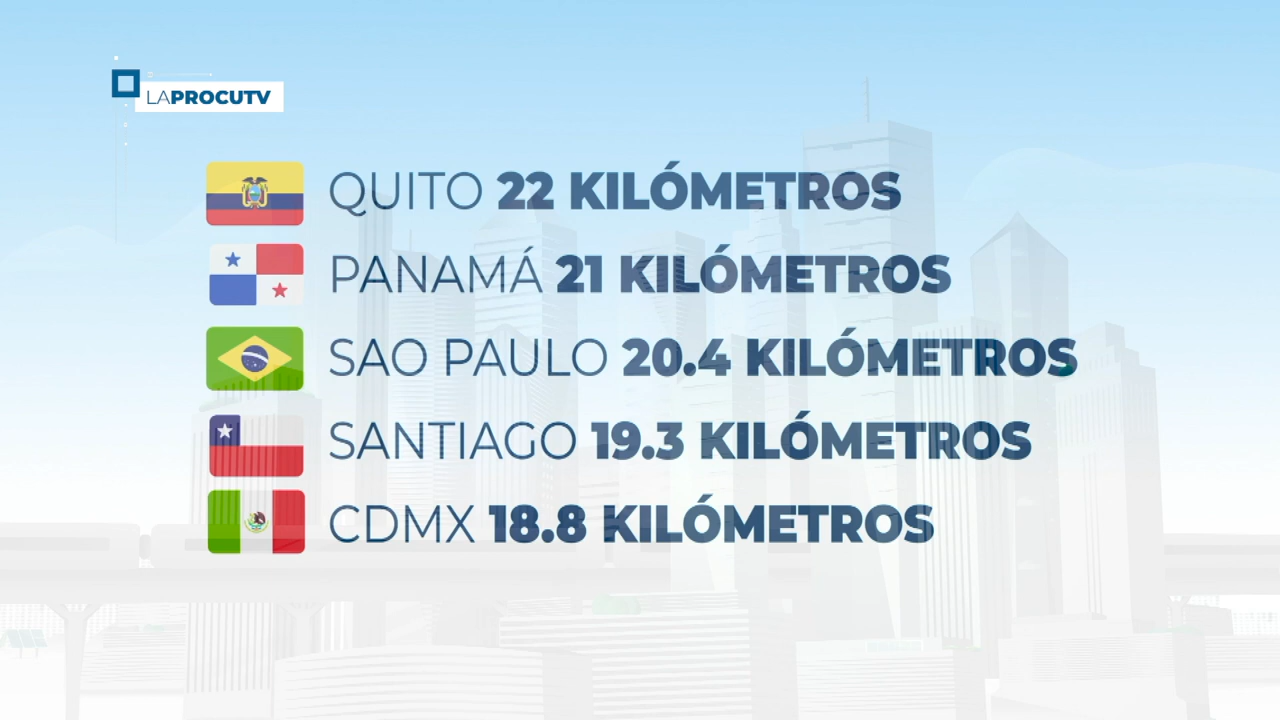 LAPROCUTV
QUITO 22 KILÓMETROS
PANAMÁ 21 KILÓMETROS
SAO PAULO 20.4 KILÓMETROS
SANTIAGO 19.3 KILÓMETROS
CDMX 18.8 KILÓMETROS